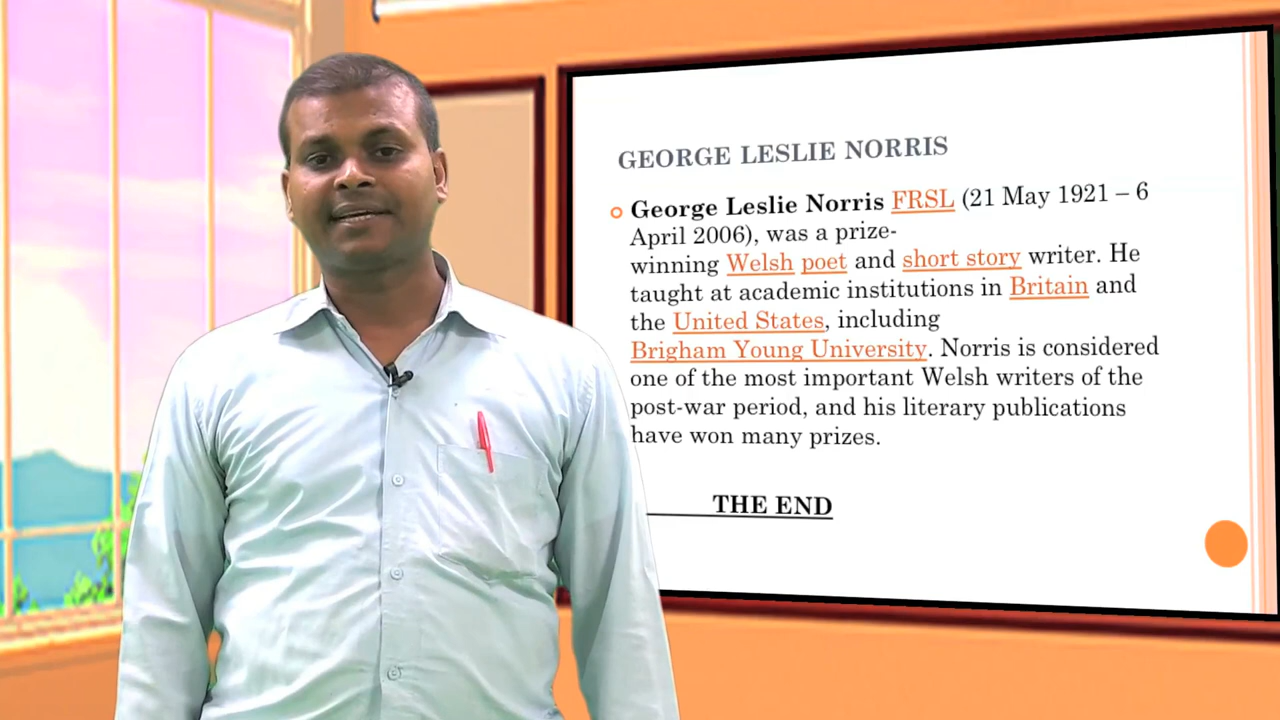 GEORGE LESLIE NORRIS
George Leslie Norris FRSL (21 May 1921 – 6
April 2006), was a prize-
winning Welsh poet and short story writer. He
taught at academic institutions in Britain and
the United States, including
Brigham Young University. Norris is considered
one of the most important Welsh writers of the
post-war period, and his literary publications
have won many prizes.
THE END